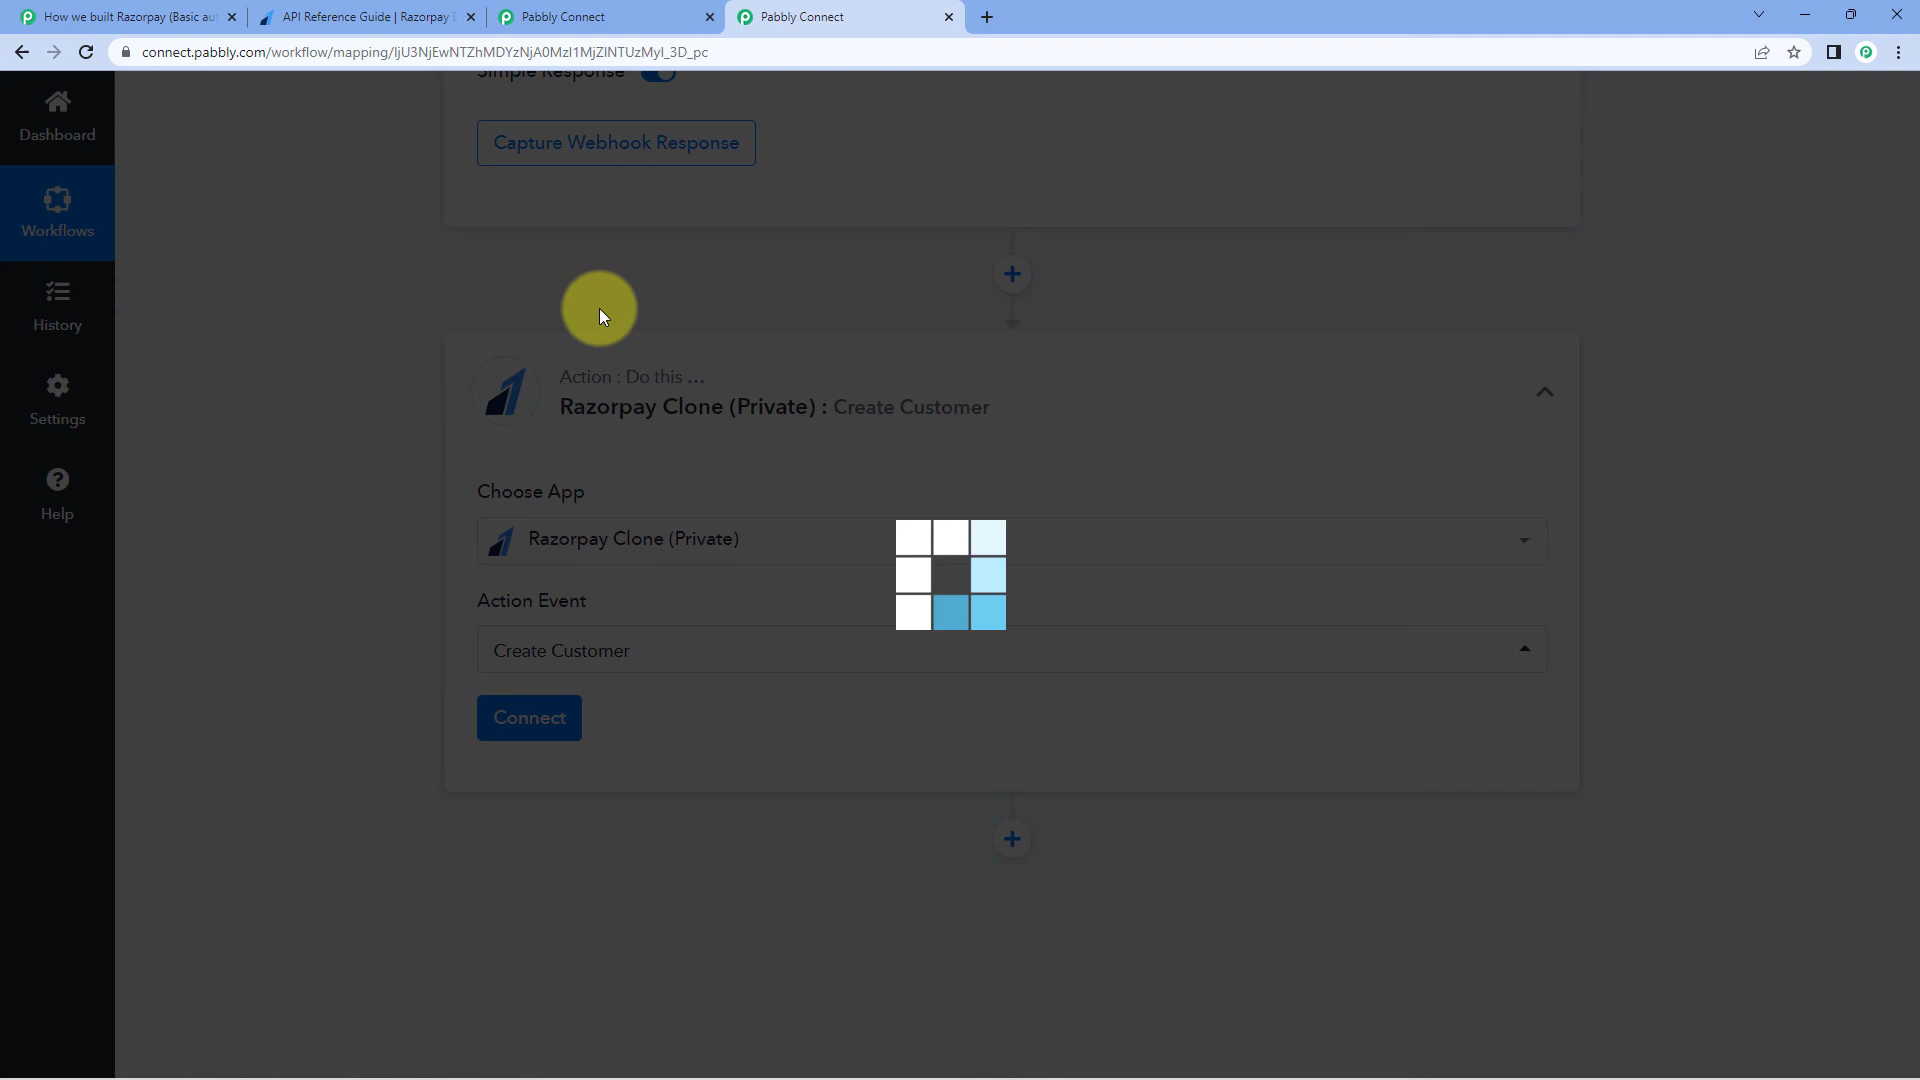 How we built Razorpay (Basic au
API Reference Guide | Razorpay D
Pabbly Connect
Pabbly Connect
connect.pabbly.com/workflow/mapping/IjU3NjEwNTZhMDYzNjA0MzI1MjZlNTUzMyI_3D_pc
Simple Response
Dashboard
Capture Webhook Response
Workflows
History
Action : Do this ...
Razorpay Clone (Private) : Create Customer
Settings
Choose App
Help
Razorpay Clone (Private)
Action Event
Create Customer
Connect